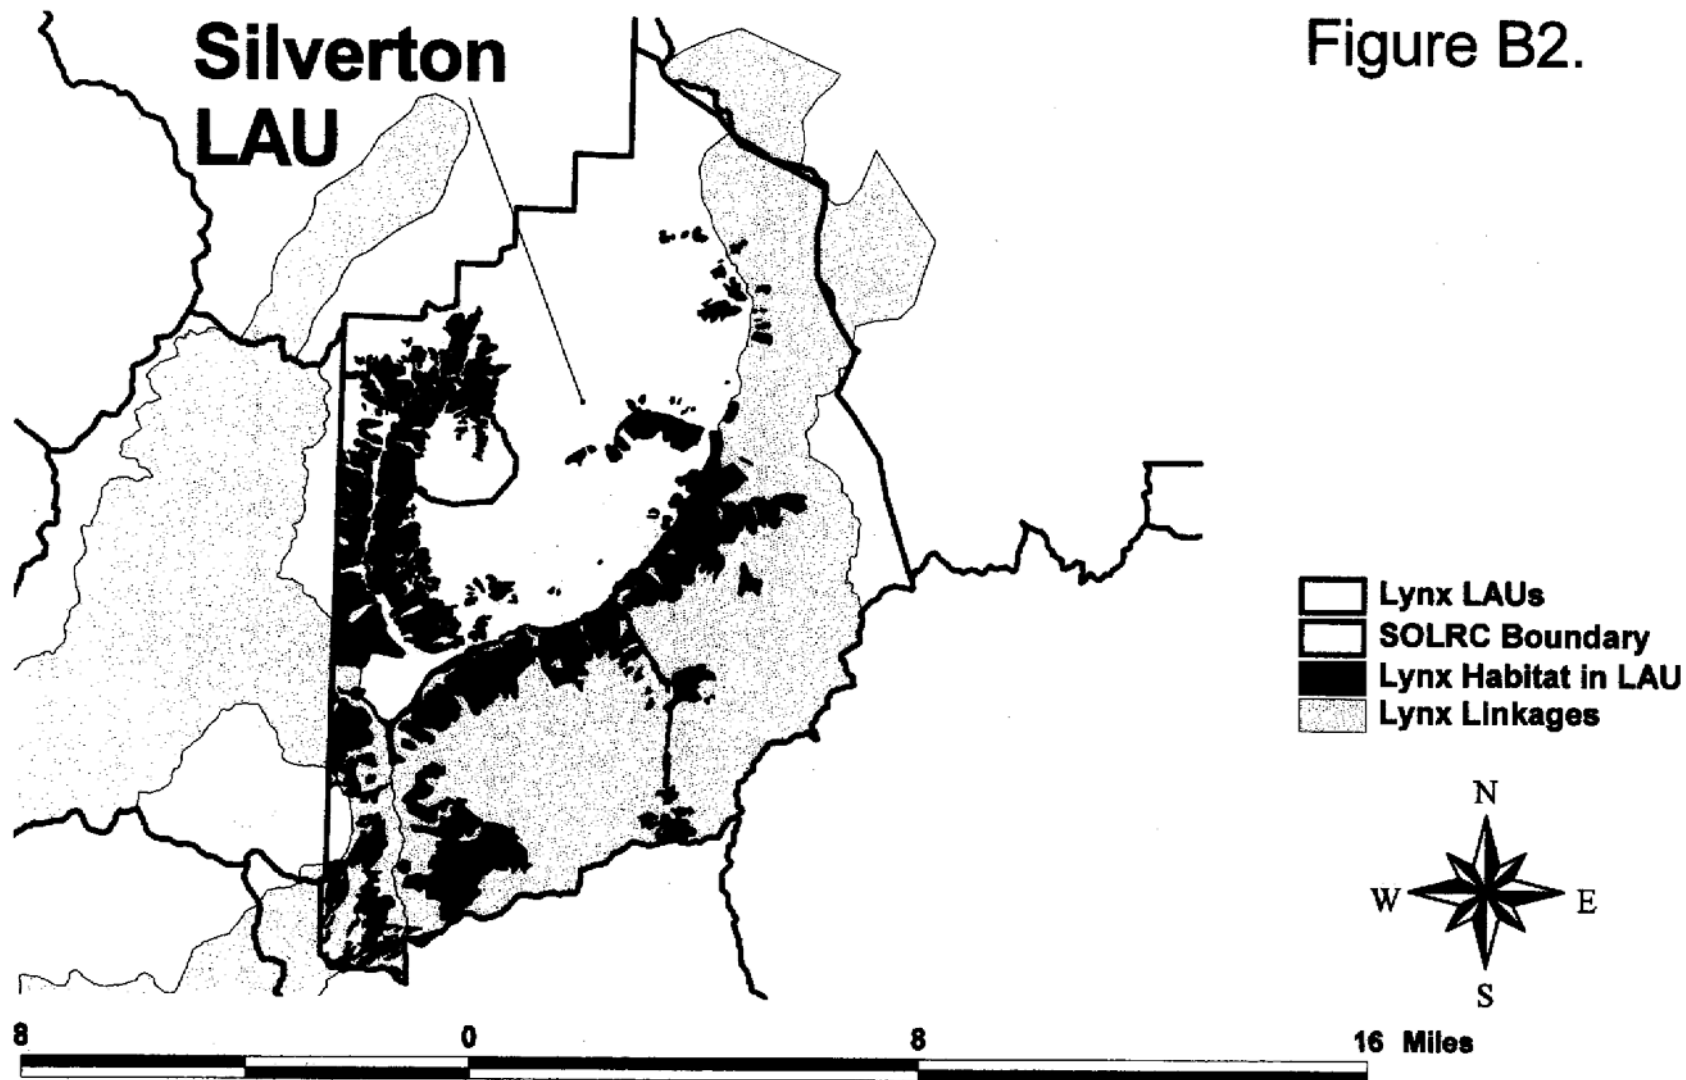 Silverton
LAU
Figure B2.
Lynx LAUs
SOLRC Boundary
Lynx Habitat in LAU
Lynx Linkages
N
W
E
S
8
0
8
16 Miles